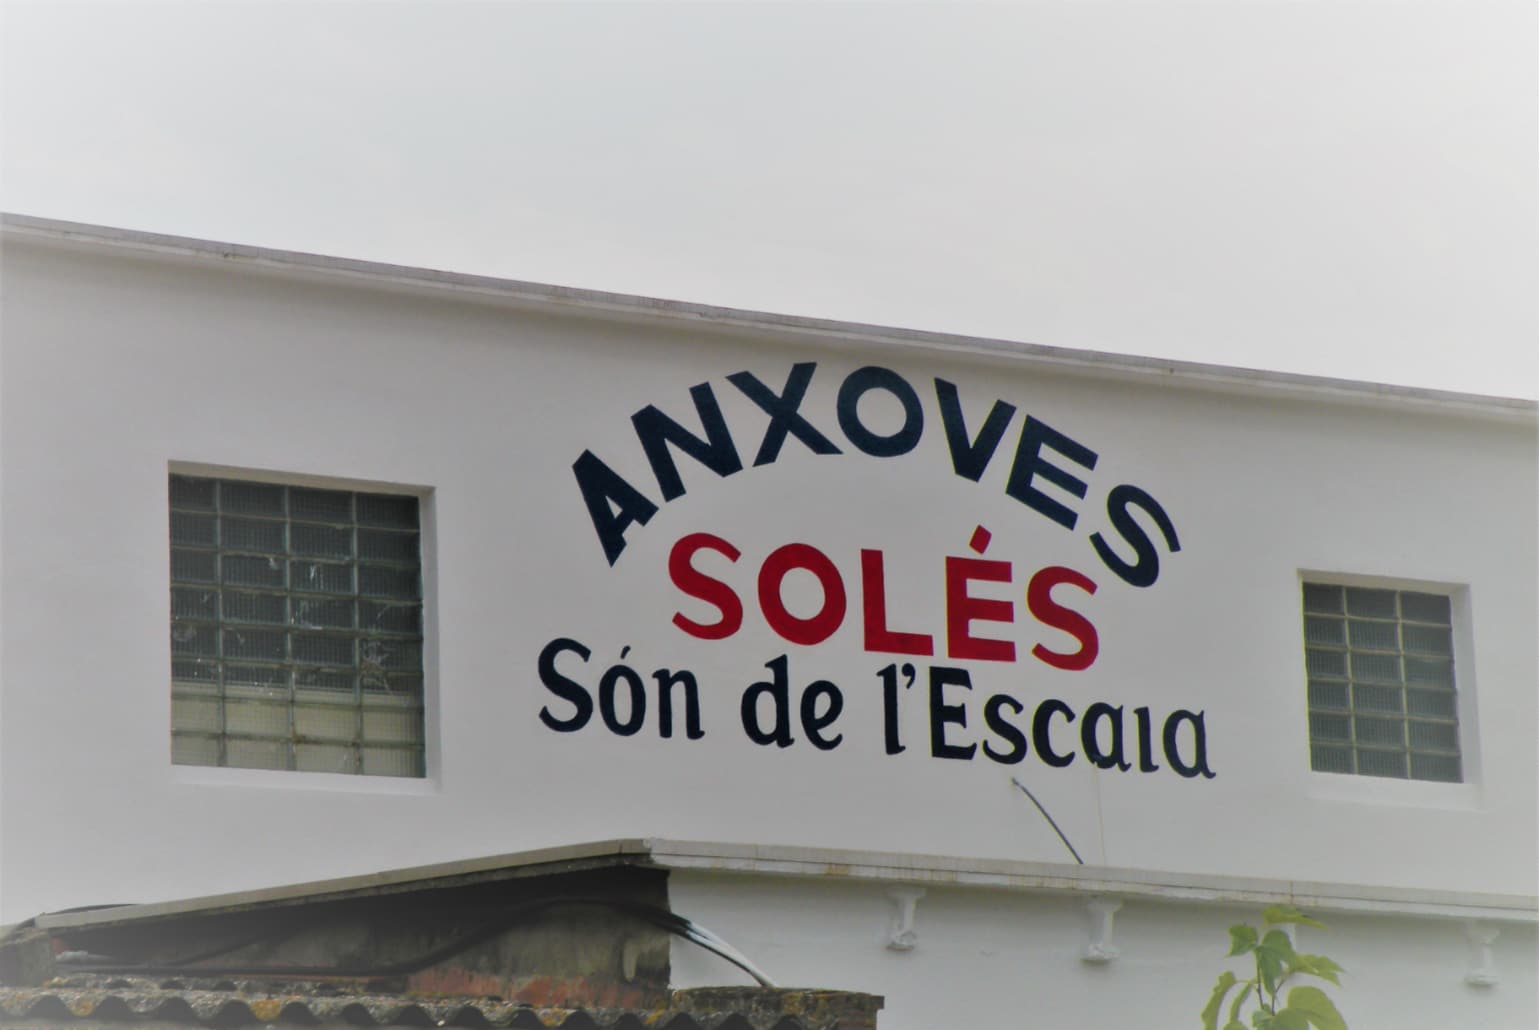 ANXOVES
SOLÉS
Són de l'Escala